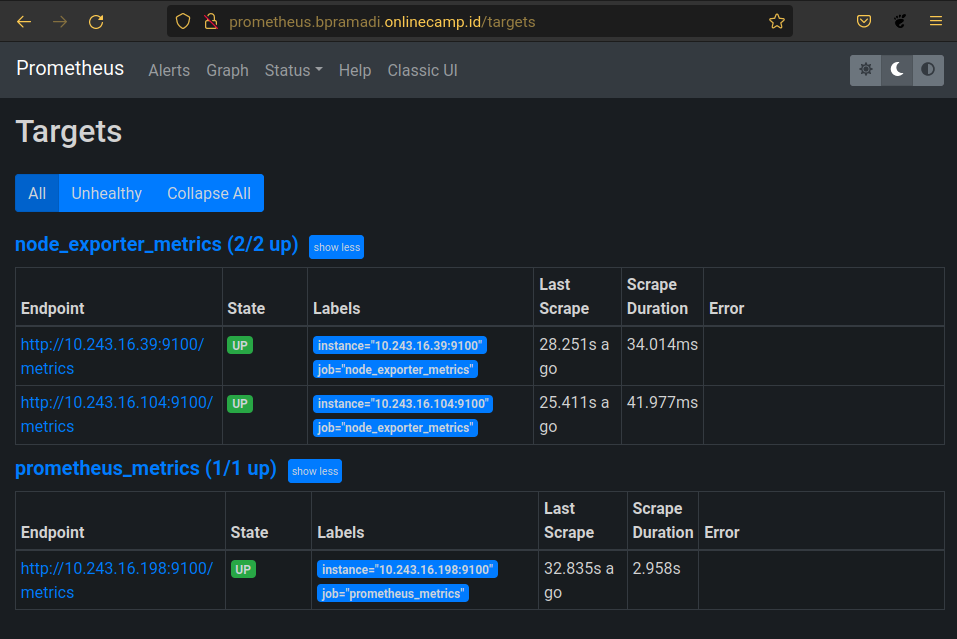 prometheus.bpramadi.onlinecamp.id/targets
Prometheus Alerts Graph Status Help Classic UI
Targets
All Unhealthy Collapse All
node_exporter_metrics (2/2 up) show less
Endpoint State Labels Last Scrape Scrape Duration Error
http://10.243.16.39:9100/ UP instance="10.243.16.39:9100" 28.251s a 34.014ms
metrics job="node_exporter_metrics" go
http://10.243.16.104:9100/ UP instance="10.243.16.104:9100" 25.411s a 41.977ms
metrics job="node_exporter_metrics" go
prometheus_metrics (1/1 up) show less
Endpoint State Labels Last Scrape Scrape Duration Error
http://10.243.16.198:9100/ UP instance="10.243.16.198:9100" 32.835s a 2.958s
metrics job="prometheus_metrics" go